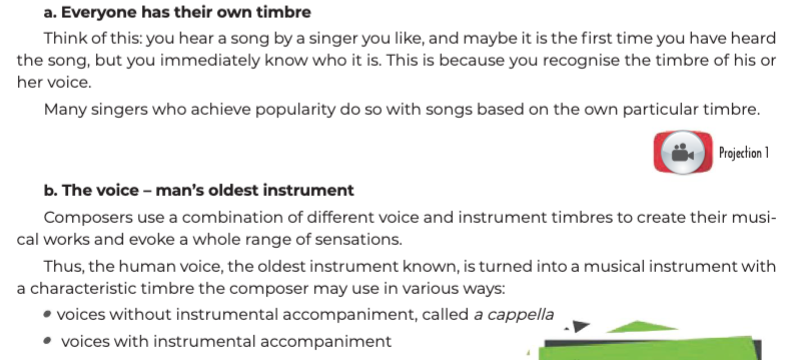 a. Everyone has their own timbre
Think of this: you hear a song by a singer you like, and maybe it is the first time you have heard
the song, but you immediately know who it is. This is because you recognise the timbre of his or
her voice.
Many singers who achieve popularity do so with songs based on the own particular timbre.
Projection 1
b. The voice – man's oldest instrument
Composers use a combination of different voice and instrument timbres to create their musi-
cal works and evoke a whole range of sensations.
Thus, the human voice, the oldest instrument known, is turned into a musical instrument with
a characteristic timbre the composer may use in various ways:
• voices without instrumental accompaniment, called a cappella
• voices with instrumental accompaniment